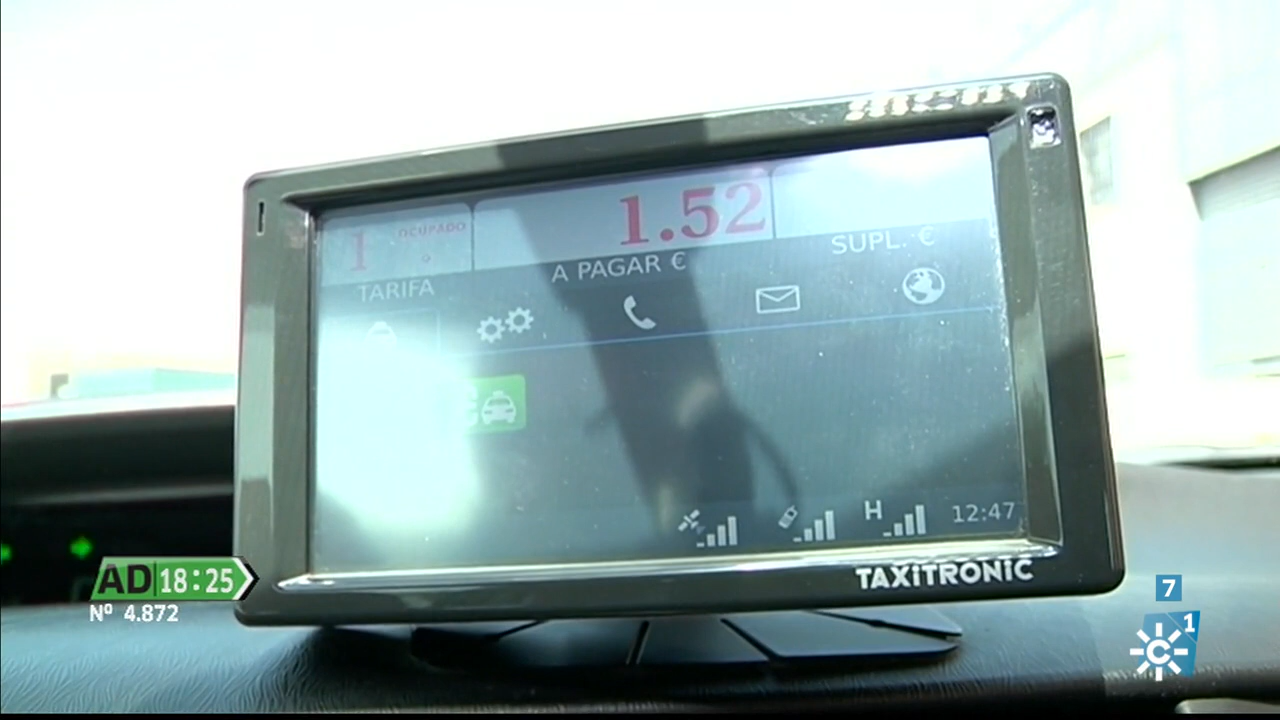 1 OCUPADO
1.52
TARIFA
A PAGAR €
SUPL. €
H 12:47
TAXITRONIC
AD 18:25
Nº 4.872
7
1
C